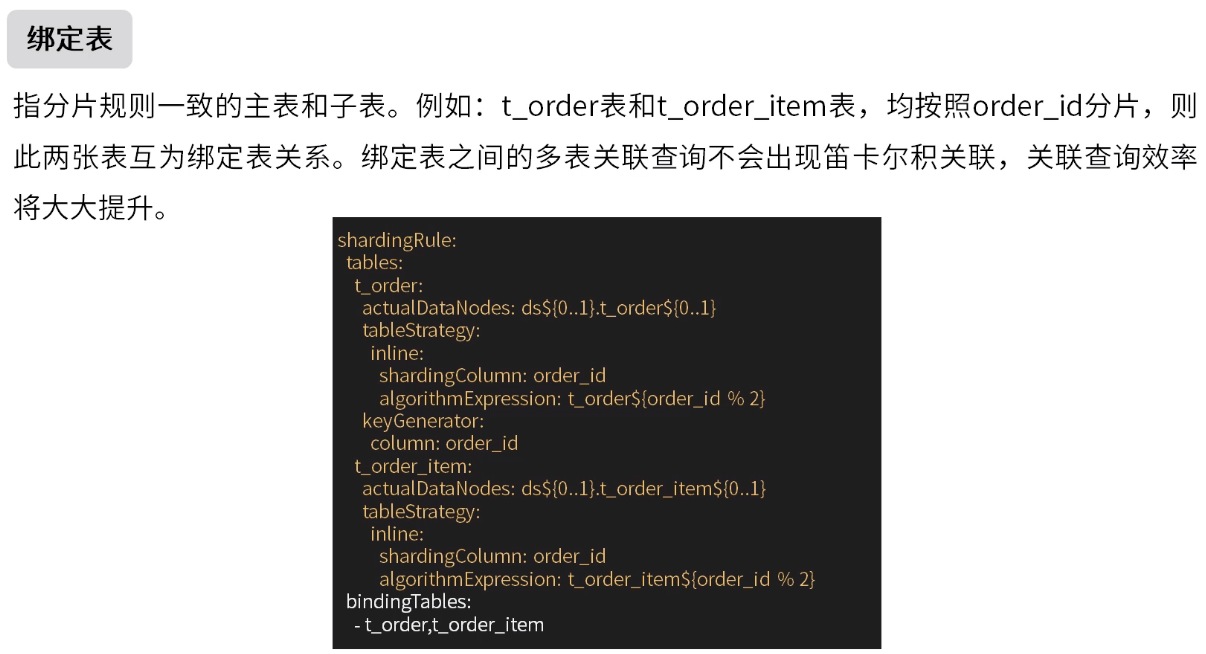 绑定表
指分片规则一致的主表和子表。例如：t_order表和t_order_item表，均按照order_id分片，则
此两张表互为绑定表关系。绑定表之间的多表关联查询不会出现笛卡尔积关联，关联查询效率
将大大提升。
shardingRule:
tables:
t_order:
actualDataNodes: ds${0..1}.t_order${0..1}
tableStrategy:
inline:
shardingColumn: order_id
algorithmExpression: t_order${order_id % 2}
keyGenerator:
column: order_id
t_order_item:
actualDataNodes: ds${0..1}.t_order_item${0..1}
tableStrategy:
inline:
shardingColumn: order_id
algorithmExpression: t_order_item${order_id % 2}
bindingTables:
- t_order,t_order_item